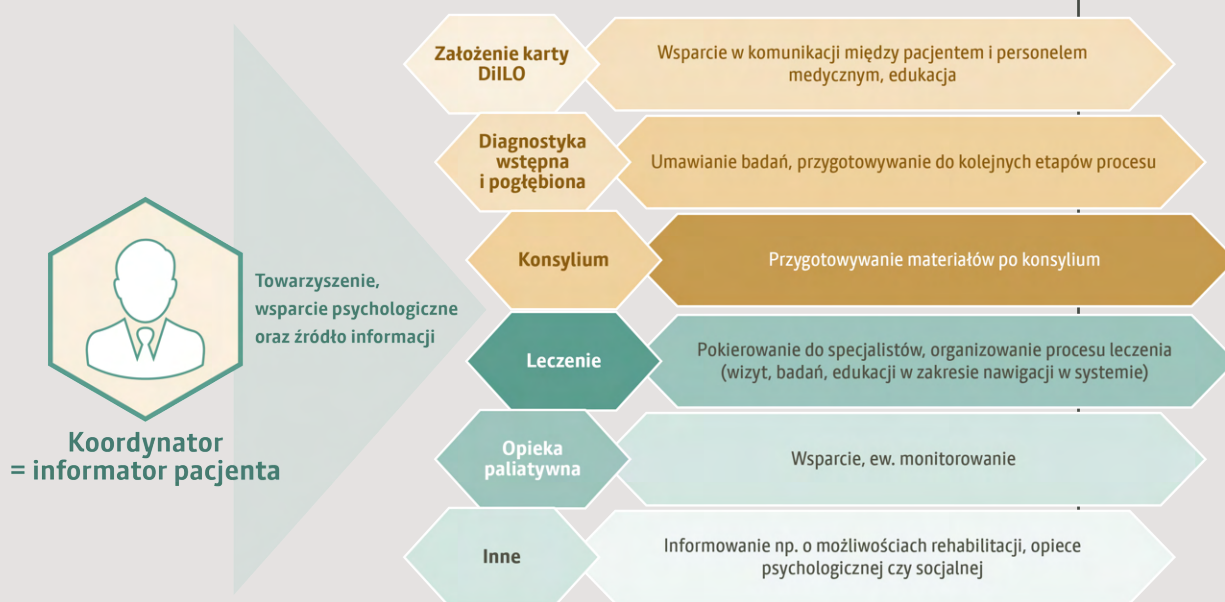 Koordynator
= informator pacjenta
Towarzyszenie,
wsparcie psychologiczne
oraz źródło informacji
Założenie karty
DiILO
Wsparcie w komunikacji między pacjentem i personelem
medycznym, edukacja
Diagnostyka
wstępna
i pogłębiona
Umawianie badań, przygotowywanie do kolejnych etapów procesu
Konsylium
Przygotowywanie materiałów po konsylium
Leczenie
Pokierowanie do specjalistów, organizowanie procesu leczenia
(wizyt, badań, edukacji w zakresie nawigacji w systemie)
Opieka
paliatywna
Wsparcie, ew. monitorowanie
Inne
Informowanie np. o możliwościach rehabilitacji, opiece
psychologicznej czy socjalnej